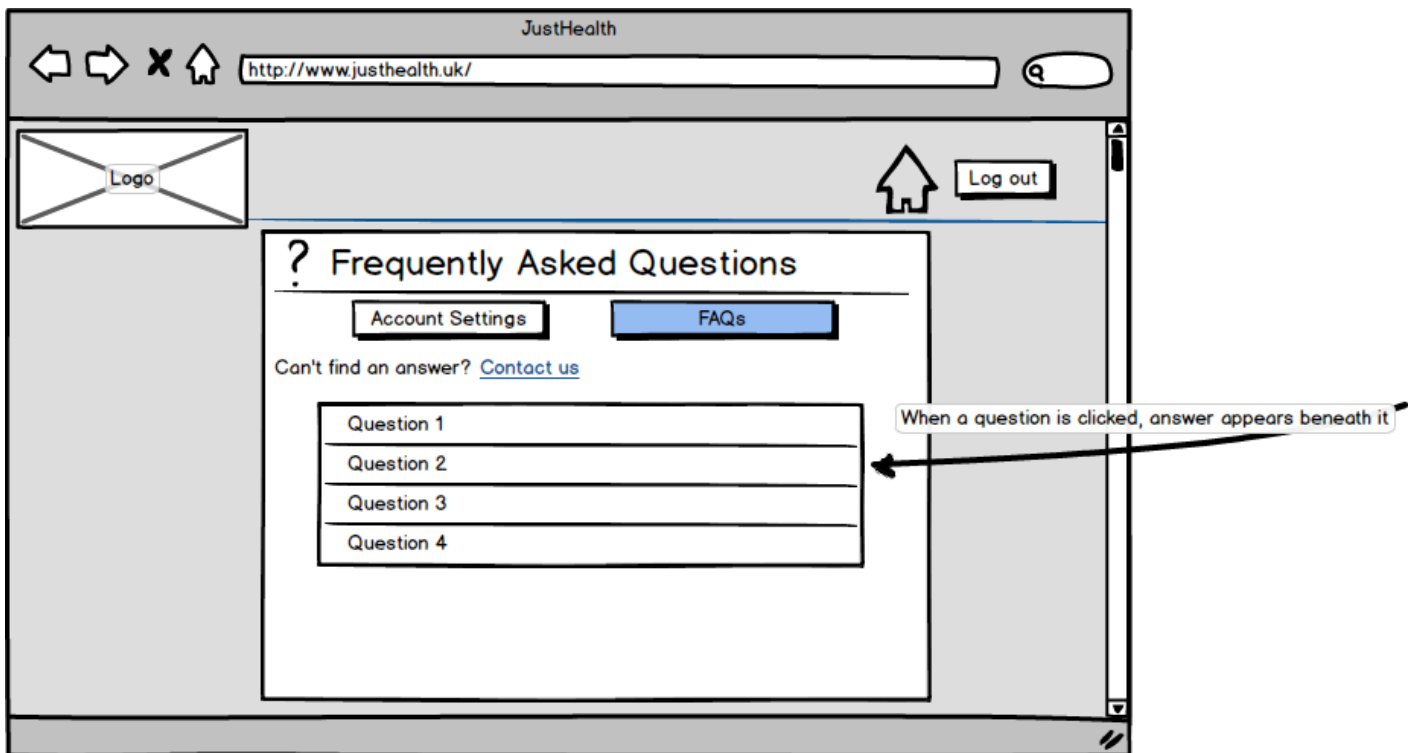 JustHealth
http://www.justhealth.uk/
Logo
Log out
? Frequently Asked Questions
Account Settings
FAQs
Can't find an answer? Contact us
Question 1
When a question is clicked, answer appears beneath it
Question 2
Question 3
Question 4